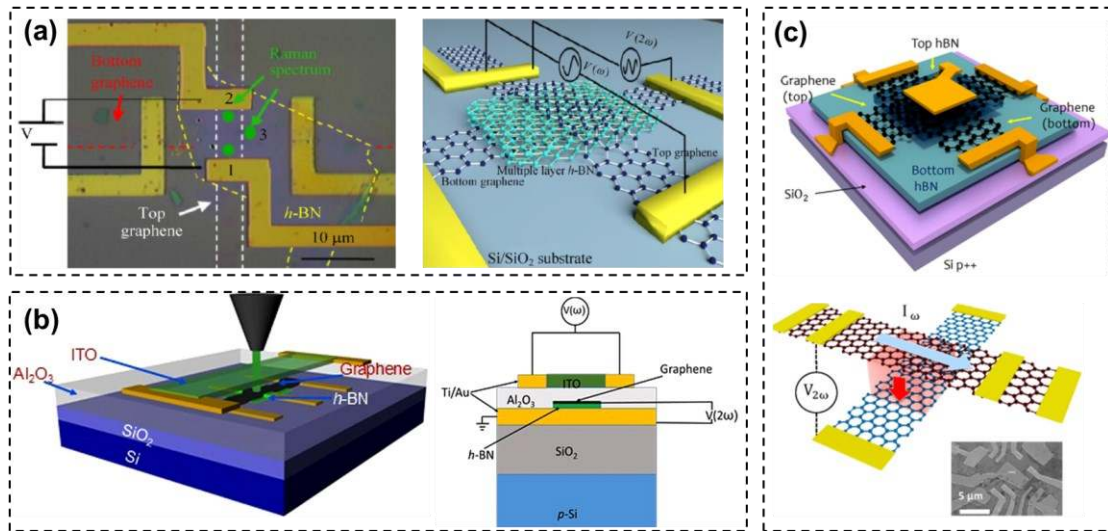 (a)
Bottom
graphene
Raman
spectrum
2
3
V
1
Top
graphene
h-BN
10 μm
V(2ω)
V(ω)
Top graphene
Multiple layer h-BN
Bottom graphene
Si/SiO2 substrate
(b)
ITO
Al2O3
Graphene
h-BN
SiO2
Si
V(ω)
Graphene
ITO
Ti/Au
Al2O3
V(2ω)
h-BN
SiO2
p-Si
(c)
Top hBN
Graphene
(top)
Graphene
(bottom)
Bottom
hBN
SiO2
Si p++
I ω
V2ω
5 μm